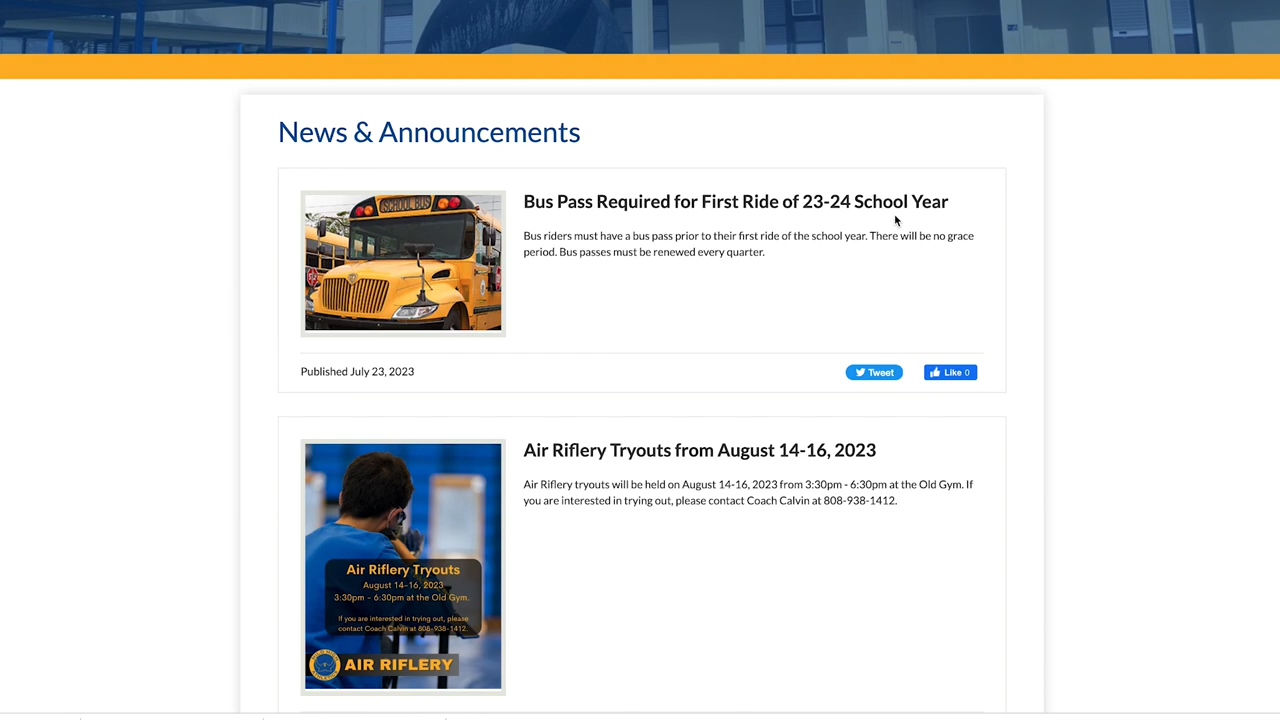 News & Announcements
SCHOOL BUS
Bus Pass Required for First Ride of 23-24 School Year
Bus riders must have a bus pass prior to their first ride of the school year. There will be no grace
period. Bus passes must be renewed every quarter.
Published July 23, 2023
Tweet
Like 0
Air Riflery Tryouts from August 14-16, 2023
Air Riflery tryouts will be held on August 14-16, 2023 from 3:30pm - 6:30pm at the Old Gym. If
you are interested in trying out, please contact Coach Calvin at 808-938-1412.
Air Riflery Tryouts
August 14-16, 2023
3:30pm - 6:30pm at the Old Gym.
If you are interested in trying out, please
contact Coach Calvin at 808-938-1412.
AIR RIFLERY